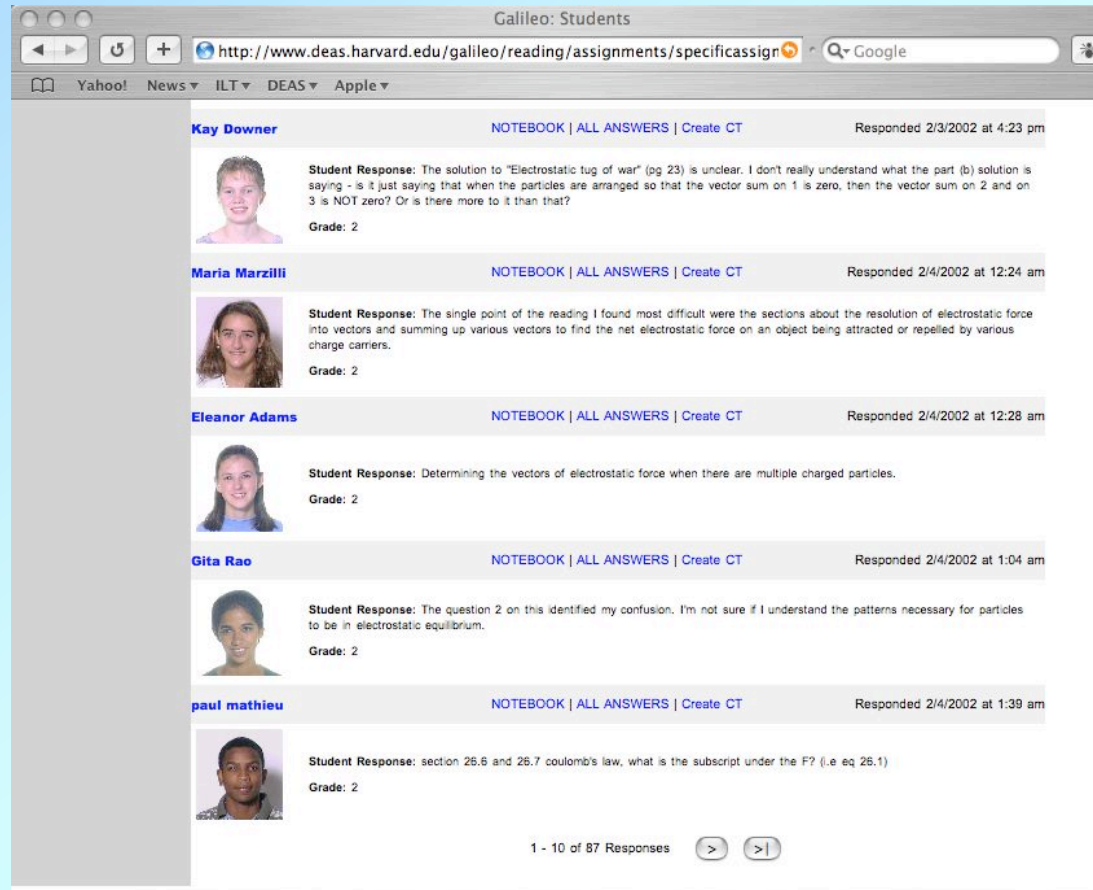 Galileo: Students
http://www.deas.harvard.edu/galileo/reading/assignments/specificassign
Google
Yahoo! News ILT DEAS Apple
Kay Downer NOTEBOOK | ALL ANSWERS | Create CT Responded 2/3/2002 at 4:23 pm
Student Response: The solution to "Electrostatic tug of war" (pg 23) is unclear. I don't really understand what the part (b) solution is
saying - is it just saying that when the particles are arranged so that the vector sum on 1 is zero, then the vector sum on 2 and on
3 is NOT zero? Or is there more to it than that?
Grade: 2
Maria Marzilli NOTEBOOK | ALL ANSWERS | Create CT Responded 2/4/2002 at 12:24 am
Student Response: The single point of the reading I found most difficult were the sections about the resolution of electrostatic force
into vectors and summing up various vectors to find the net electrostatic force on an object being attracted or repelled by various
charge carriers.
Grade: 2
Eleanor Adams NOTEBOOK | ALL ANSWERS | Create CT Responded 2/4/2002 at 12:28 am
Student Response: Determining the vectors of electrostatic force when there are multiple charged particles.
Grade: 2
Gita Rao NOTEBOOK | ALL ANSWERS | Create CT Responded 2/4/2002 at 1:04 am
Student Response: The question 2 on this identified my confusion. I'm not sure if I understand the patterns necessary for particles
to be in electrostatic equilibrium.
Grade: 2
paul mathieu NOTEBOOK | ALL ANSWERS | Create CT Responded 2/4/2002 at 1:39 am
Student Response: section 26.6 and 26.7 coulomb's law, what is the subscript under the F? (i.e eq 26.1)
Grade: 2
1 - 10 of 87 Responses > >|